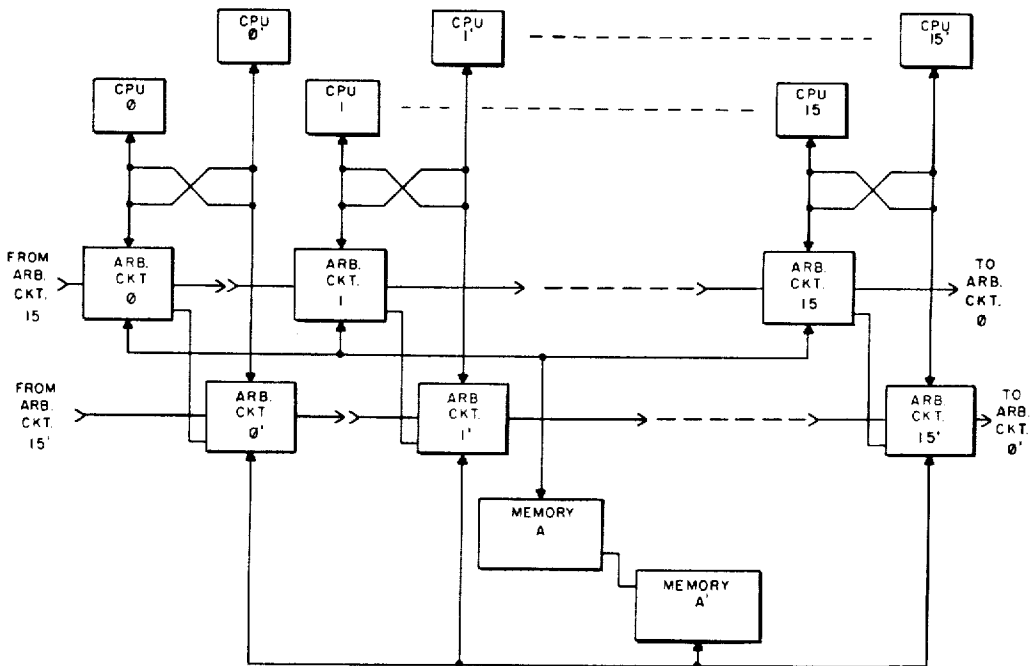 CPU
Ø'
CPU
1'
CPU
15'
CPU
Ø
CPU
1
CPU
15
FROM
ARB.
CKT.
15
ARB.
CKT
Ø
ARB.
CKT.
1
ARB.
CKT.
15
TO
ARB.
CKT.
Ø
FROM
ARB.
CKT.
15'
ARB.
CKT
Ø'
ARB
CKT.
1'
ARB.
CKT.
15'
TO
ARB.
CKT.
Ø'
MEMORY
A
MEMORY
A'